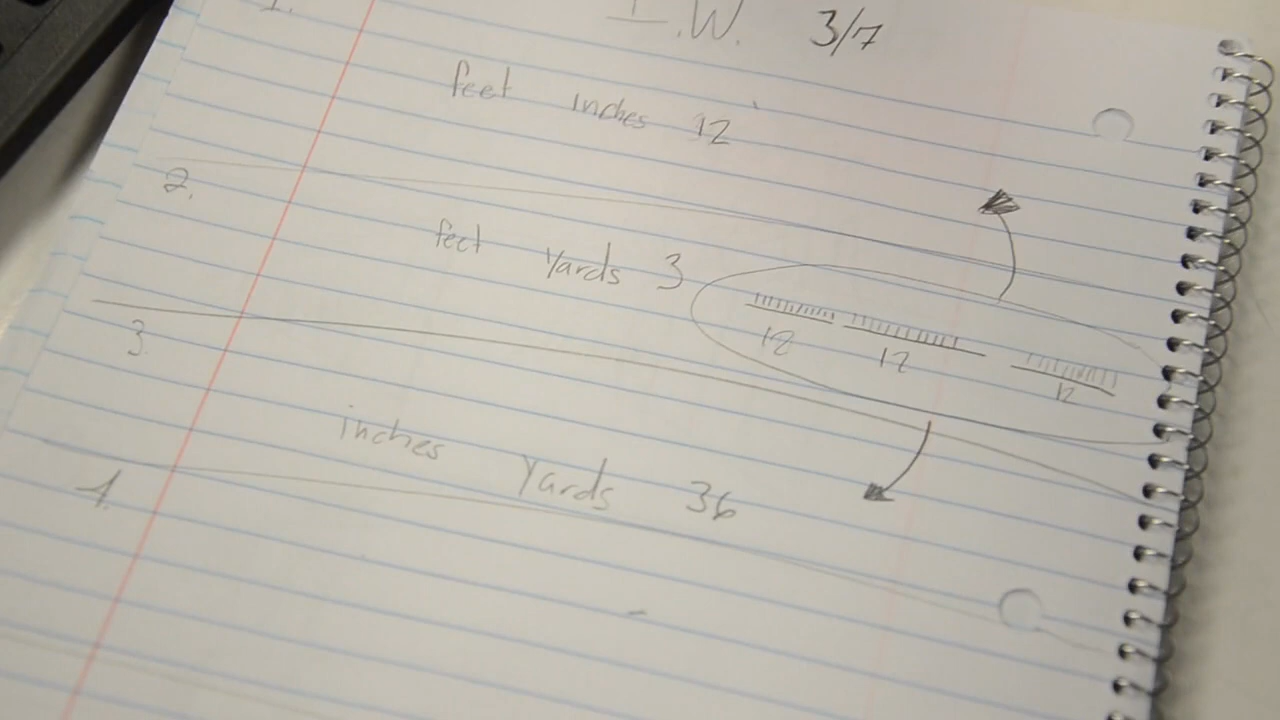 I.W. 3/7
1.
feet inches 12
2.
feet yards 3
12 12 12
3.
inches yards 36
4.